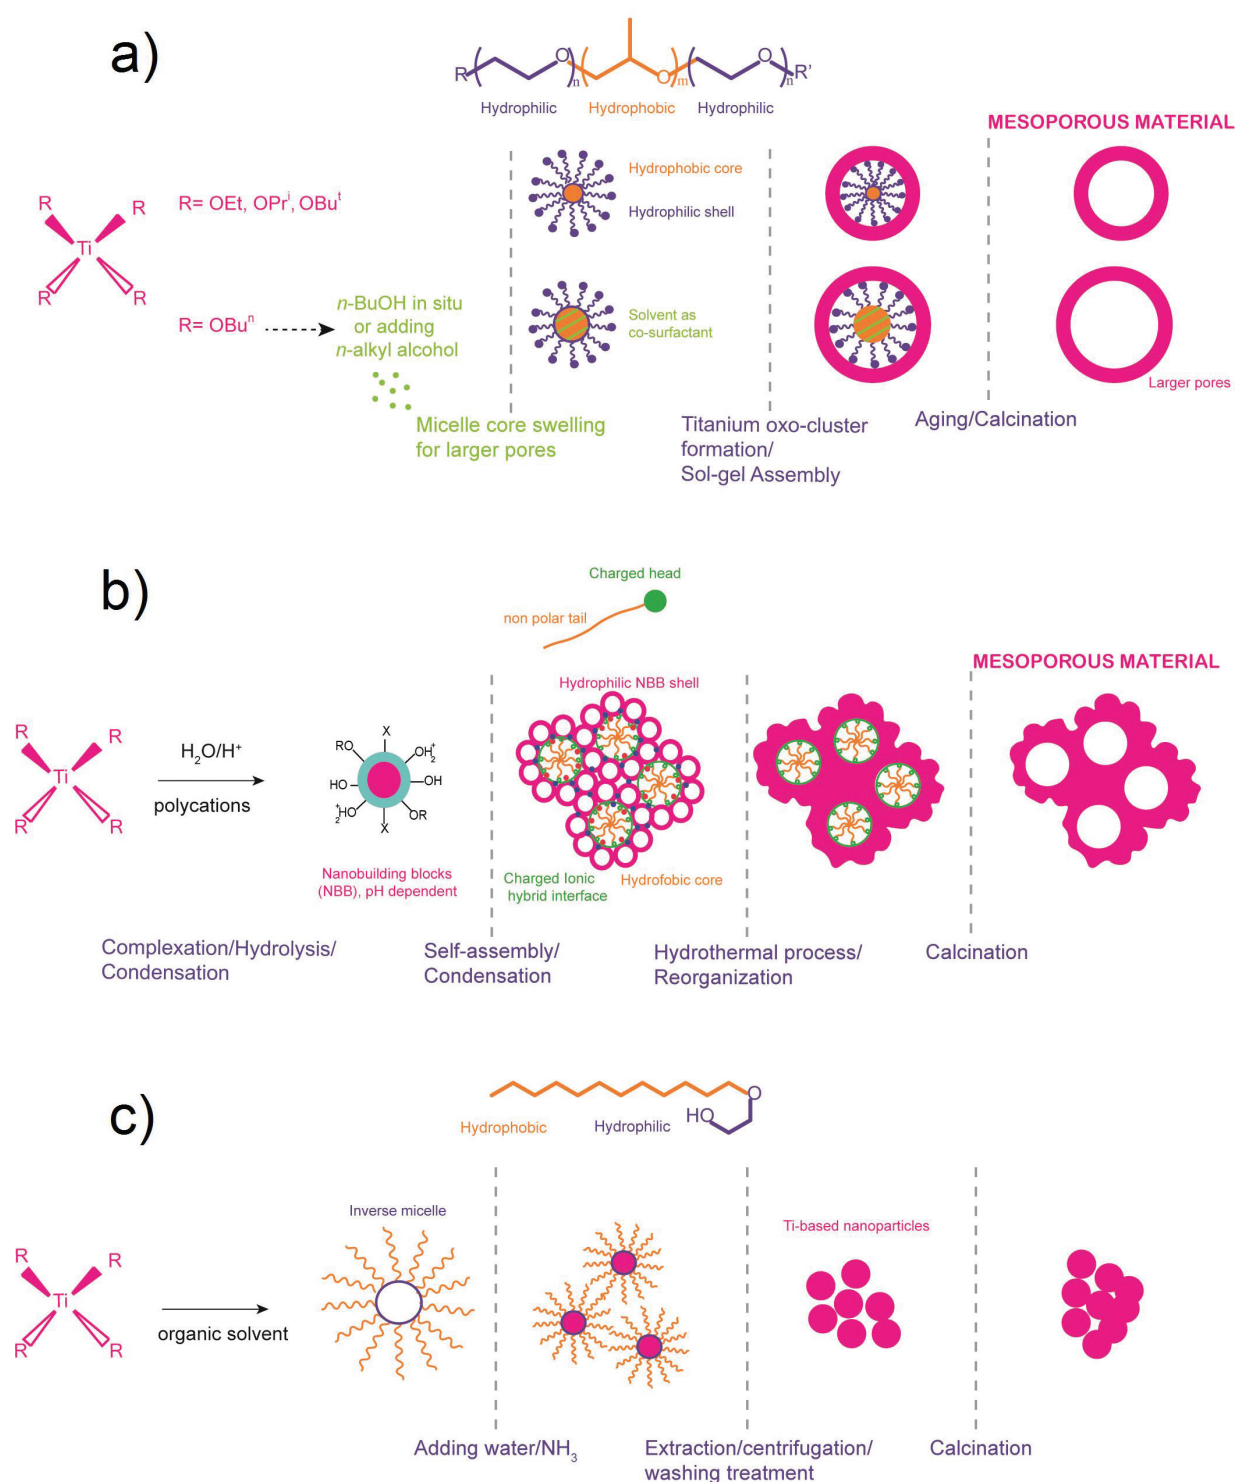 a)
R
O
n
O
m
O
n
R'
Hydrophilic
Hydrophobic
Hydrophilic
MESOPOROUS MATERIAL
R
R
Ti
R
R
R= OEt, OPrⁱ, OBuᵗ
Hydrophobic core
Hydrophilic shell
R= OBuⁿ
n-BuOH in situ
or adding
n-alkyl alcohol
Solvent as
co-surfactant
Larger pores
Micelle core swelling
for larger pores
Titanium oxo-cluster
formation/
Sol-gel Assembly
Aging/Calcination
b)
Charged head
non polar tail
MESOPOROUS MATERIAL
Hydrophilic NBB shell
R
R
Ti
R
R
H₂O/H⁺
polycations
X
RO
OH₂⁺
HO
OH
⁺₂HO
OR
X
Nanobuilding blocks
(NBB), pH dependent
Charged Ionic
hybrid interface
Hydrofobic core
Complexation/Hydrolysis/
Condensation
Self-assembly/
Condensation
Hydrothermal process/
Reorganization
Calcination
c)
O
HO
Hydrophobic
Hydrophilic
Inverse micelle
Ti-based nanoparticles
R
R
Ti
R
R
organic solvent
Adding water/NH₃
Extraction/centrifugation/
washing treatment
Calcination